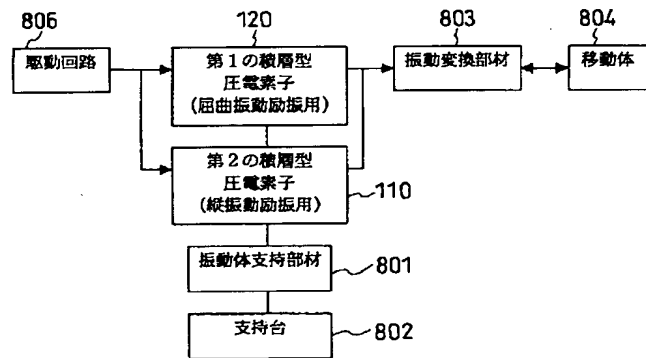 806
120
803
804
駆動回路
第1の積層型
圧電素子
(屈曲振動励振用)
振動変換部材
移動体
第2の積層型
圧電素子
(縦振動励振用)
110
振動体支持部材
801
支持台
802